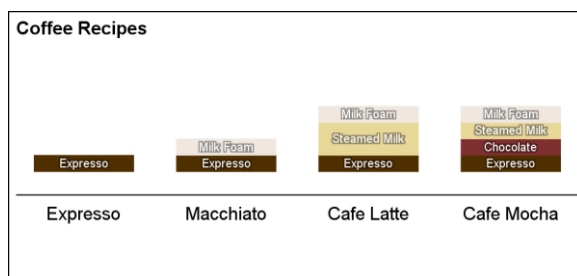 Coffee Recipes
Milk Foam
Milk Foam
Steamed Milk
Milk Foam
Steamed Milk
Chocolate
Expresso
Expresso
Expresso
Expresso
Expresso
Macchiato
Cafe Latte
Cafe Mocha